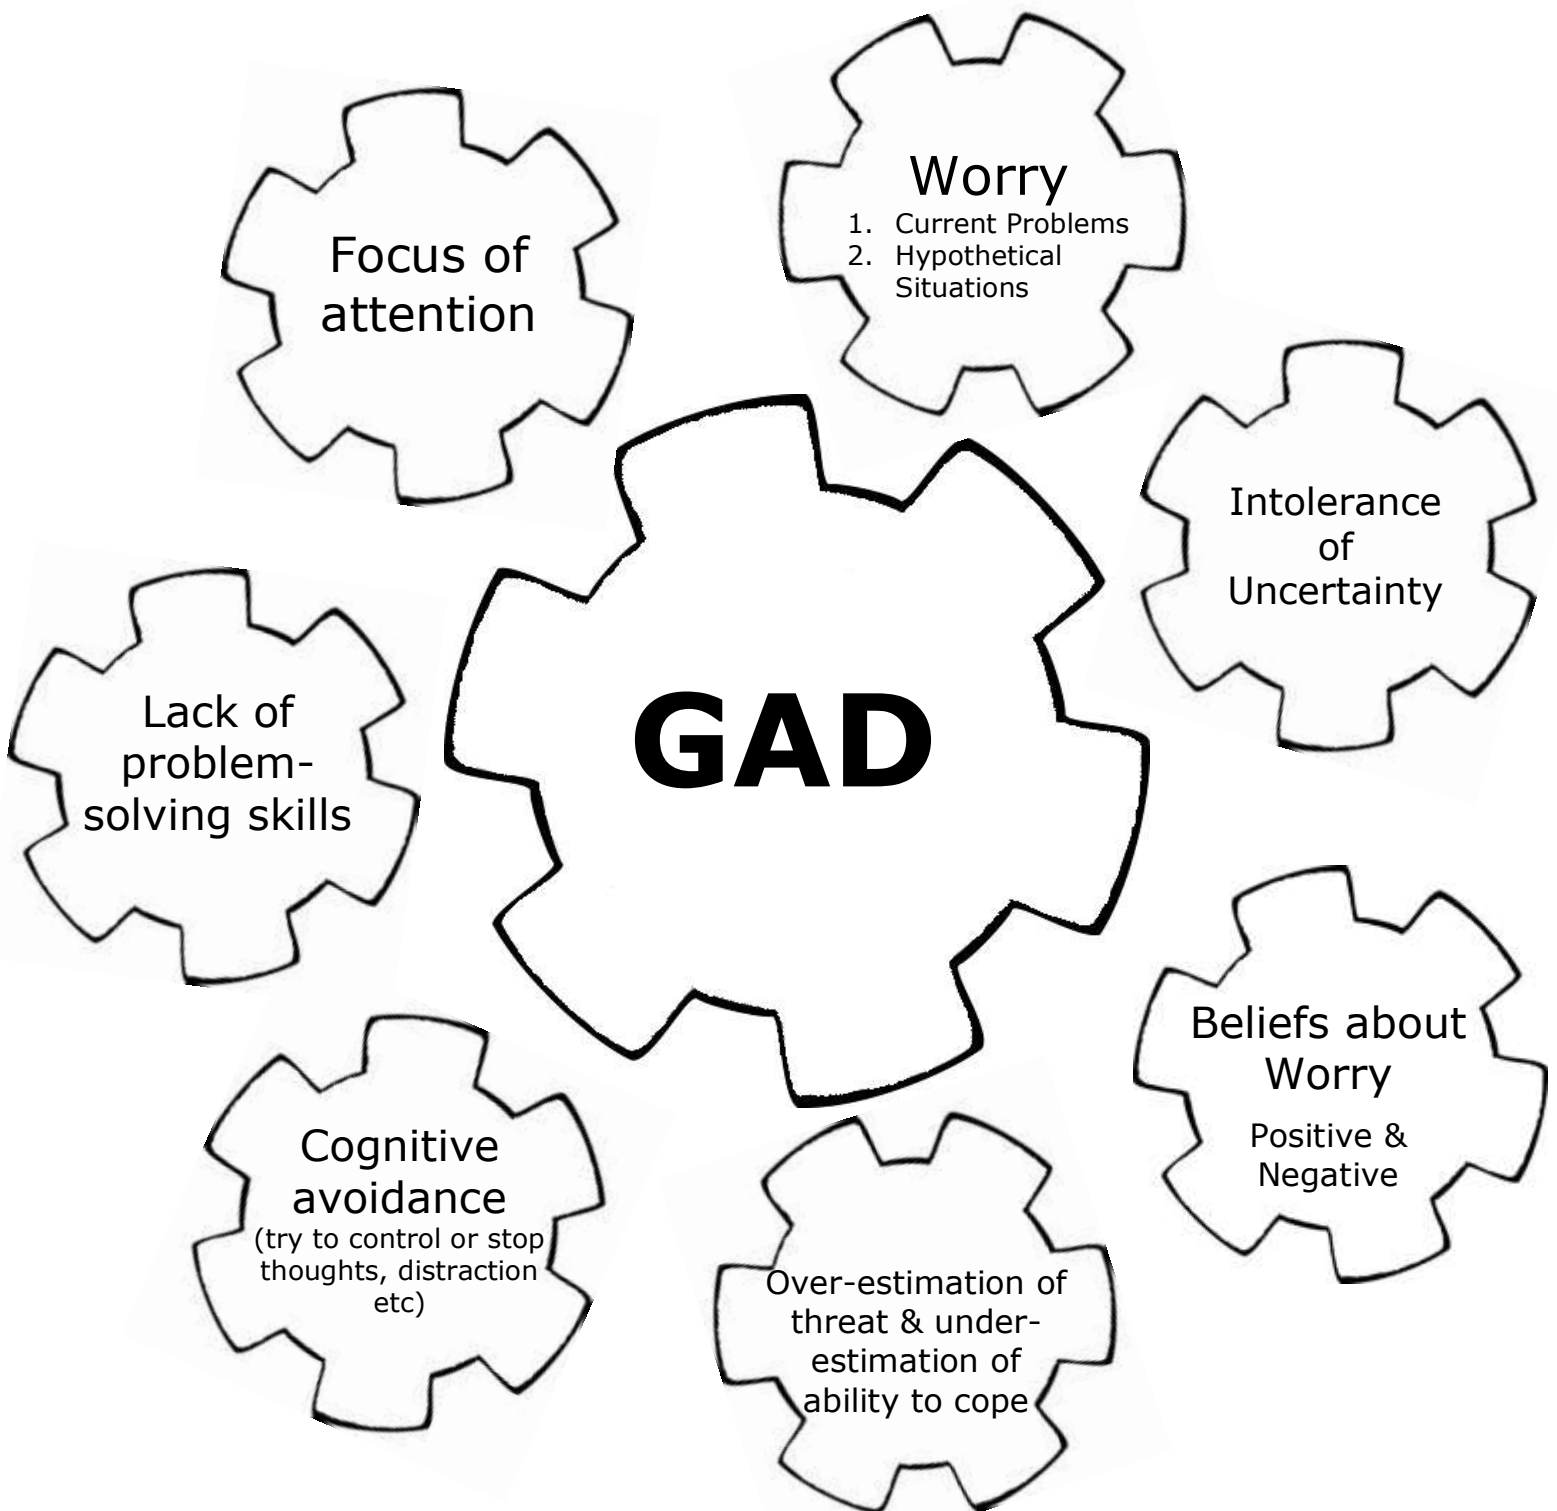 Focus of
attention
Worry
1. Current Problems
2. Hypothetical
Situations
Intolerance
of
Uncertainty
Lack of
problem-
solving skills
GAD
Beliefs about
Worry
Positive &
Negative
Cognitive
avoidance
(try to control or stop
thoughts, distraction
etc)
Over-estimation of
threat & under-
estimation of
ability to cope